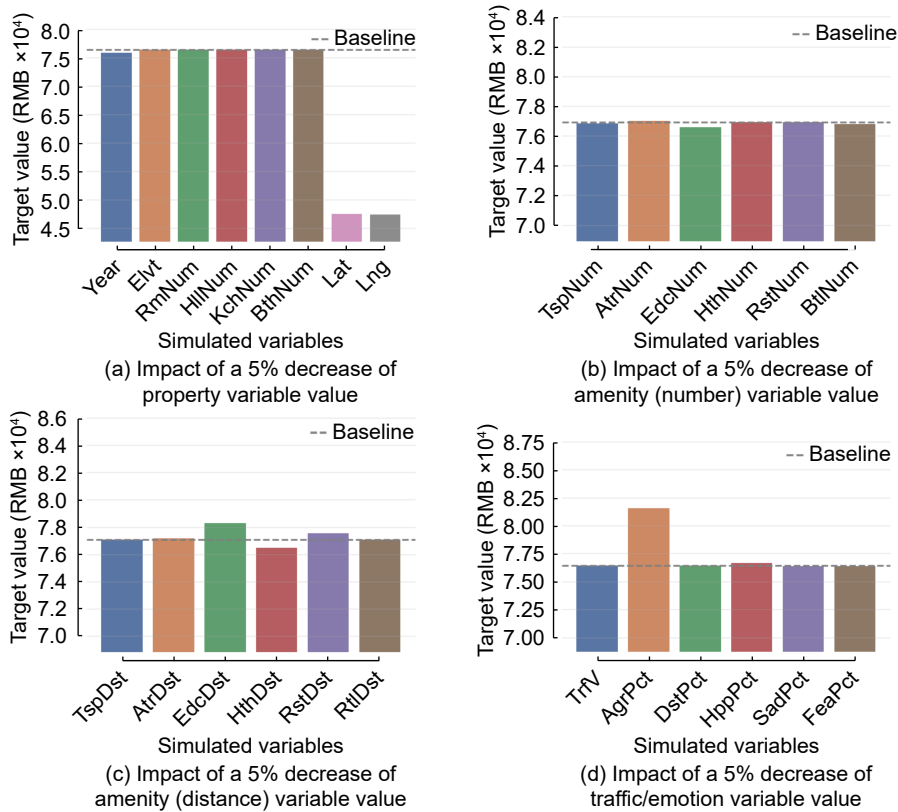 Target value (RMB ×10⁴)
8.0
7.5
7.0
6.5
6.0
5.5
5.0
4.5
Baseline
Year
Elvt
RmNum
HllNum
KchNum
BthNum
Lat
Lng
Simulated variables
(a) Impact of a 5% decrease of
property variable value
Target value (RMB ×10⁴)
8.4
8.2
8.0
7.8
7.6
7.4
7.2
7.0
Baseline
TspNum
AtrNum
EdcNum
HthNum
RstNum
BtlNum
Simulated variables
(b) Impact of a 5% decrease of
amenity (number) variable value
Target value (RMB ×10⁴)
8.6
8.4
8.2
8.0
7.8
7.6
7.4
7.2
7.0
Baseline
TspDst
AtrDst
EdcDst
HthDst
RstDst
RtlDst
Simulated variables
(c) Impact of a 5% decrease of
amenity (distance) variable value
Target value (RMB ×10⁴)
8.75
8.50
8.25
8.00
7.75
7.50
7.25
7.00
Baseline
TrfV
AgrPct
DstPct
HppPct
SadPct
FeaPct
Simulated variables
(d) Impact of a 5% decrease of
traffic/emotion variable value